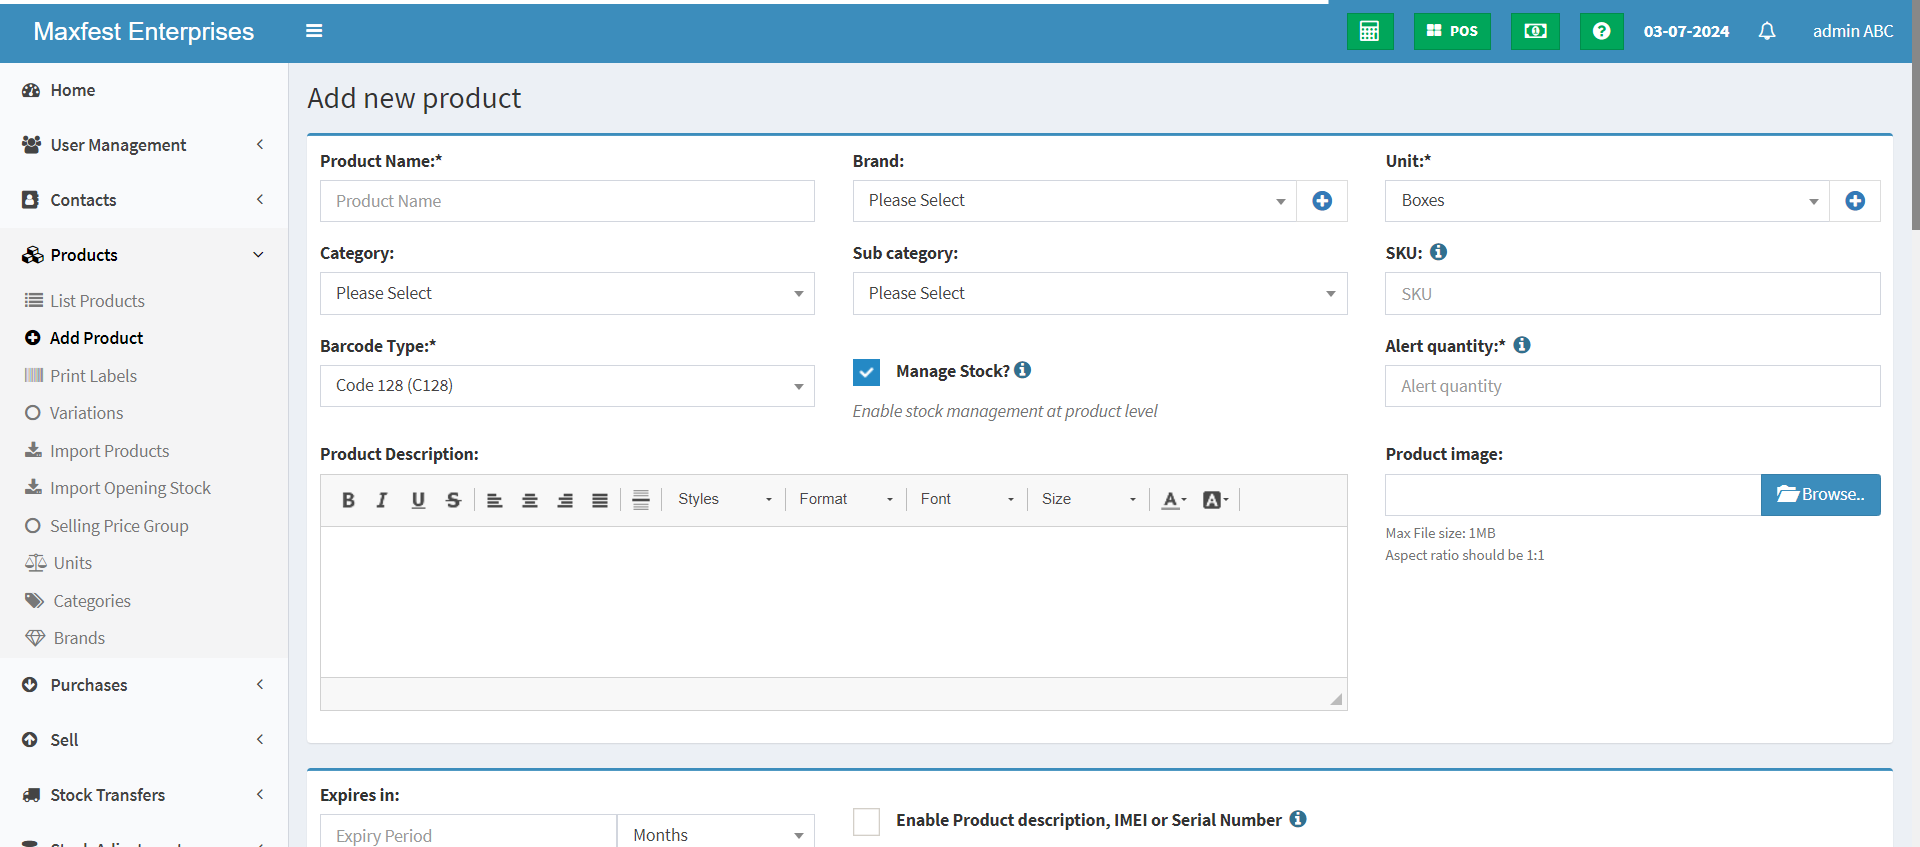 Maxfest Enterprises
POS
03-07-2024
admin ABC
Home
User Management
Contacts
Products
List Products
Add Product
Print Labels
Variations
Import Products
Import Opening Stock
Selling Price Group
Units
Categories
Brands
Purchases
Sell
Stock Transfers
Add new product
Product Name:*
Product Name
Brand:
Please Select
Unit:*
Boxes
Category:
Please Select
Sub category:
Please Select
SKU:
SKU
Barcode Type:*
Code 128 (C128)
Manage Stock?
Enable stock management at product level
Alert quantity:*
Alert quantity
Product Description:
B I U S Styles Format Font Size A A
Product image:
Browse..
Max File size: 1MB
Aspect ratio should be 1:1
Expires in:
Expiry Period
Months
Enable Product description, IMEI or Serial Number